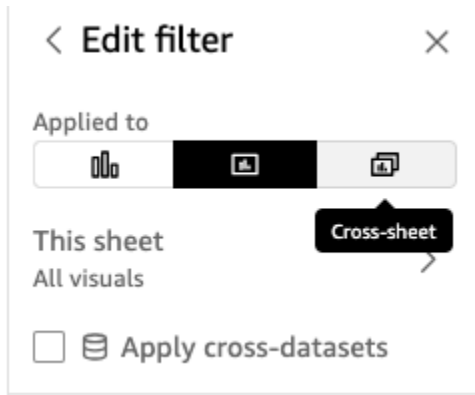 Edit filter
Applied to
Cross-sheet
This sheet
All visuals
Apply cross-datasets